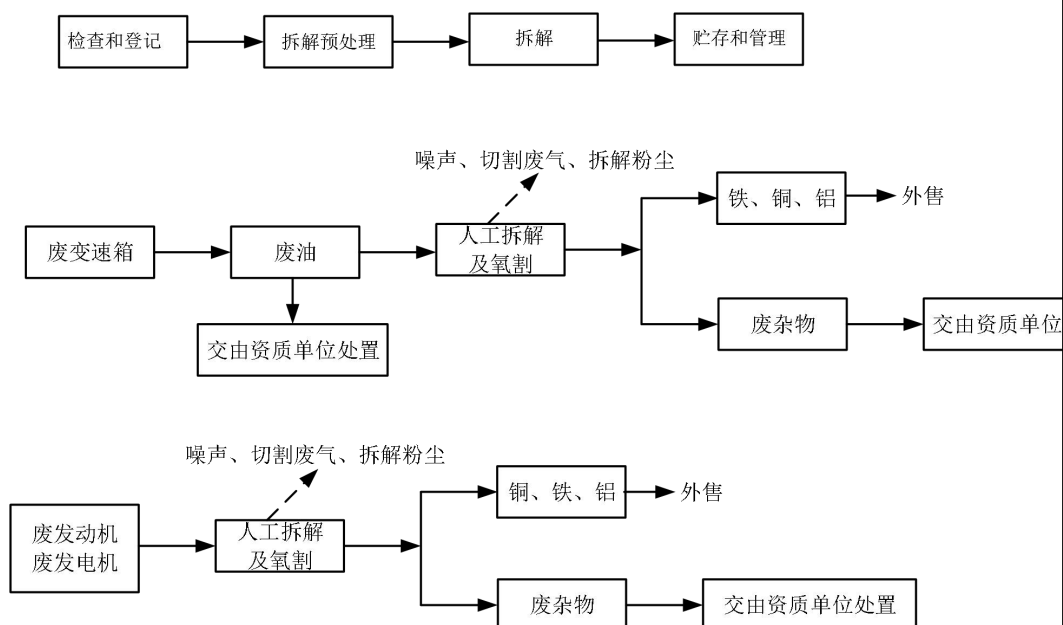 检查和登记
拆解预处理
拆解
贮存和管理
噪声、切割废气、拆解粉尘
铁、铜、铝
外售
废变速箱
废油
人工拆解
及氧割
废杂物
交由资质单位
交由资质单位处置
噪声、切割废气、拆解粉尘
铜、铁、铝
外售
废发动机
废发电机
人工拆解
及氧割
废杂物
交由资质单位处置